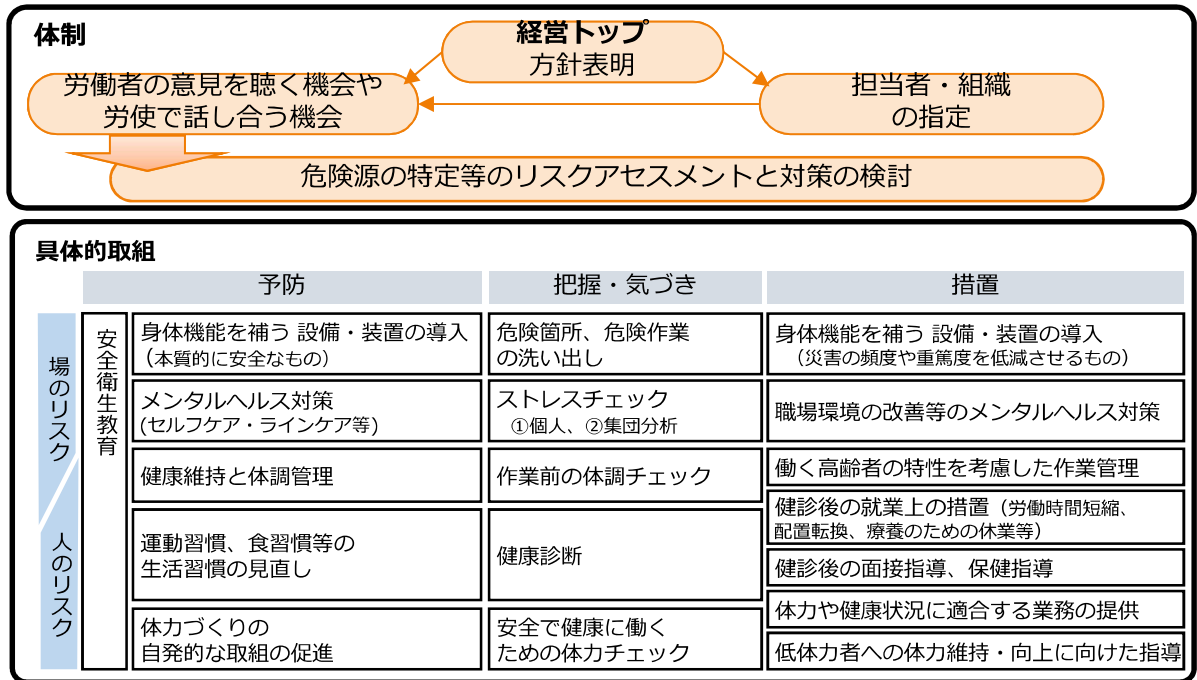 体制
経営トップ
方針表明
労働者の意見を聴く機会や
労使で話し合う機会
担当者・組織
の指定
危険源の特定等のリスクアセスメントと対策の検討
具体的取組
予防
把握・気づき
措置
場のリスク
人のリスク
安全衛生教育
身体機能を補う 設備・装置の導入
（本質的に安全なもの）
危険箇所、危険作業
の洗い出し
身体機能を補う 設備・装置の導入
（災害の頻度や重篤度を低減させるもの）
メンタルヘルス対策
(セルフケア・ラインケア等)
ストレスチェック
①個人、②集団分析
職場環境の改善等のメンタルヘルス対策
健康維持と体調管理
作業前の体調チェック
働く高齢者の特性を考慮した作業管理
運動習慣、食習慣等の
生活習慣の見直し
健康診断
健診後の就業上の措置（労働時間短縮、
配置転換、療養のための休業等）
健診後の面接指導、保健指導
体力づくりの
自発的な取組の促進
安全で健康に働く
ための体力チェック
体力や健康状況に適合する業務の提供
低体力者への体力維持・向上に向けた指導